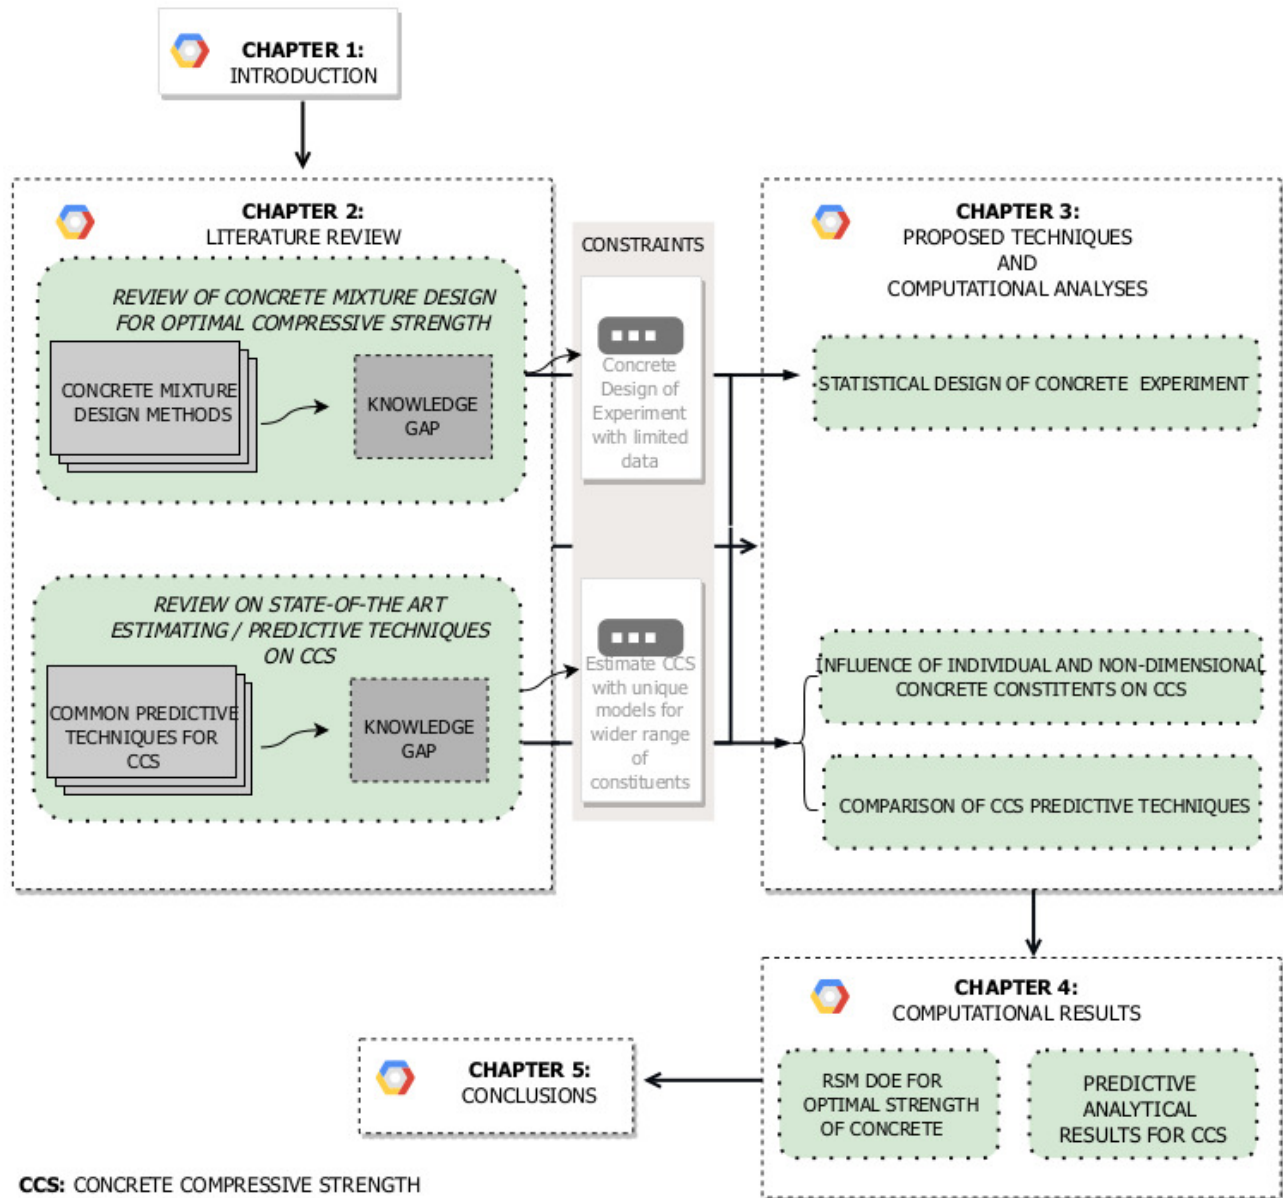 CHAPTER 1:
INTRODUCTION
CHAPTER 2:
LITERATURE REVIEW
REVIEW OF CONCRETE MIXTURE DESIGN
FOR OPTIMAL COMPRESSIVE STRENGTH
CONCRETE MIXTURE
DESIGN METHODS
KNOWLEDGE
GAP
REVIEW ON STATE-OF-THE ART
ESTIMATING / PREDICTIVE TECHNIQUES
ON CCS
COMMON PREDICTIVE
TECHNIQUES FOR
CCS
KNOWLEDGE
GAP
CONSTRAINTS
Concrete
Design of
Experiment
with limited
data
Estimate CCS
with unique
models for
wider range
of
constituents
CHAPTER 3:
PROPOSED TECHNIQUES
AND
COMPUTATIONAL ANALYSES
STATISTICAL DESIGN OF CONCRETE EXPERIMENT
INFLUENCE OF INDIVIDUAL AND NON-DIMENSIONAL
CONCRETE CONSTITENTS ON CCS
COMPARISON OF CCS PREDICTIVE TECHNIQUES
CHAPTER 4:
COMPUTATIONAL RESULTS
RSM DOE FOR
OPTIMAL STRENGTH
OF CONCRETE
PREDICTIVE
ANALYTICAL
RESULTS FOR CCS
CHAPTER 5:
CONCLUSIONS
CCS: CONCRETE COMPRESSIVE STRENGTH